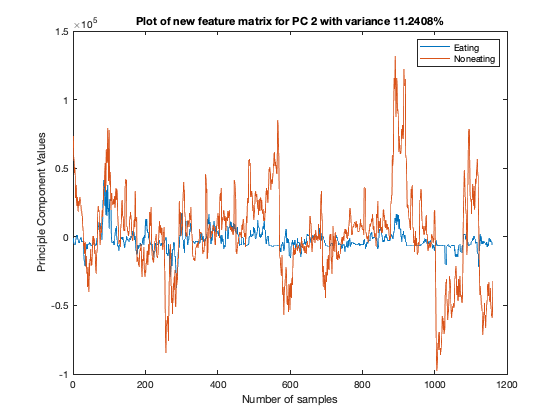 Plot of new feature matrix for PC 2 with variance 11.2408%
×10^5
1.5
1
0.5
0
-0.5
-1
Principle Component Values
Eating
Noneating
0 200 400 600 800 1000 1200
Number of samples